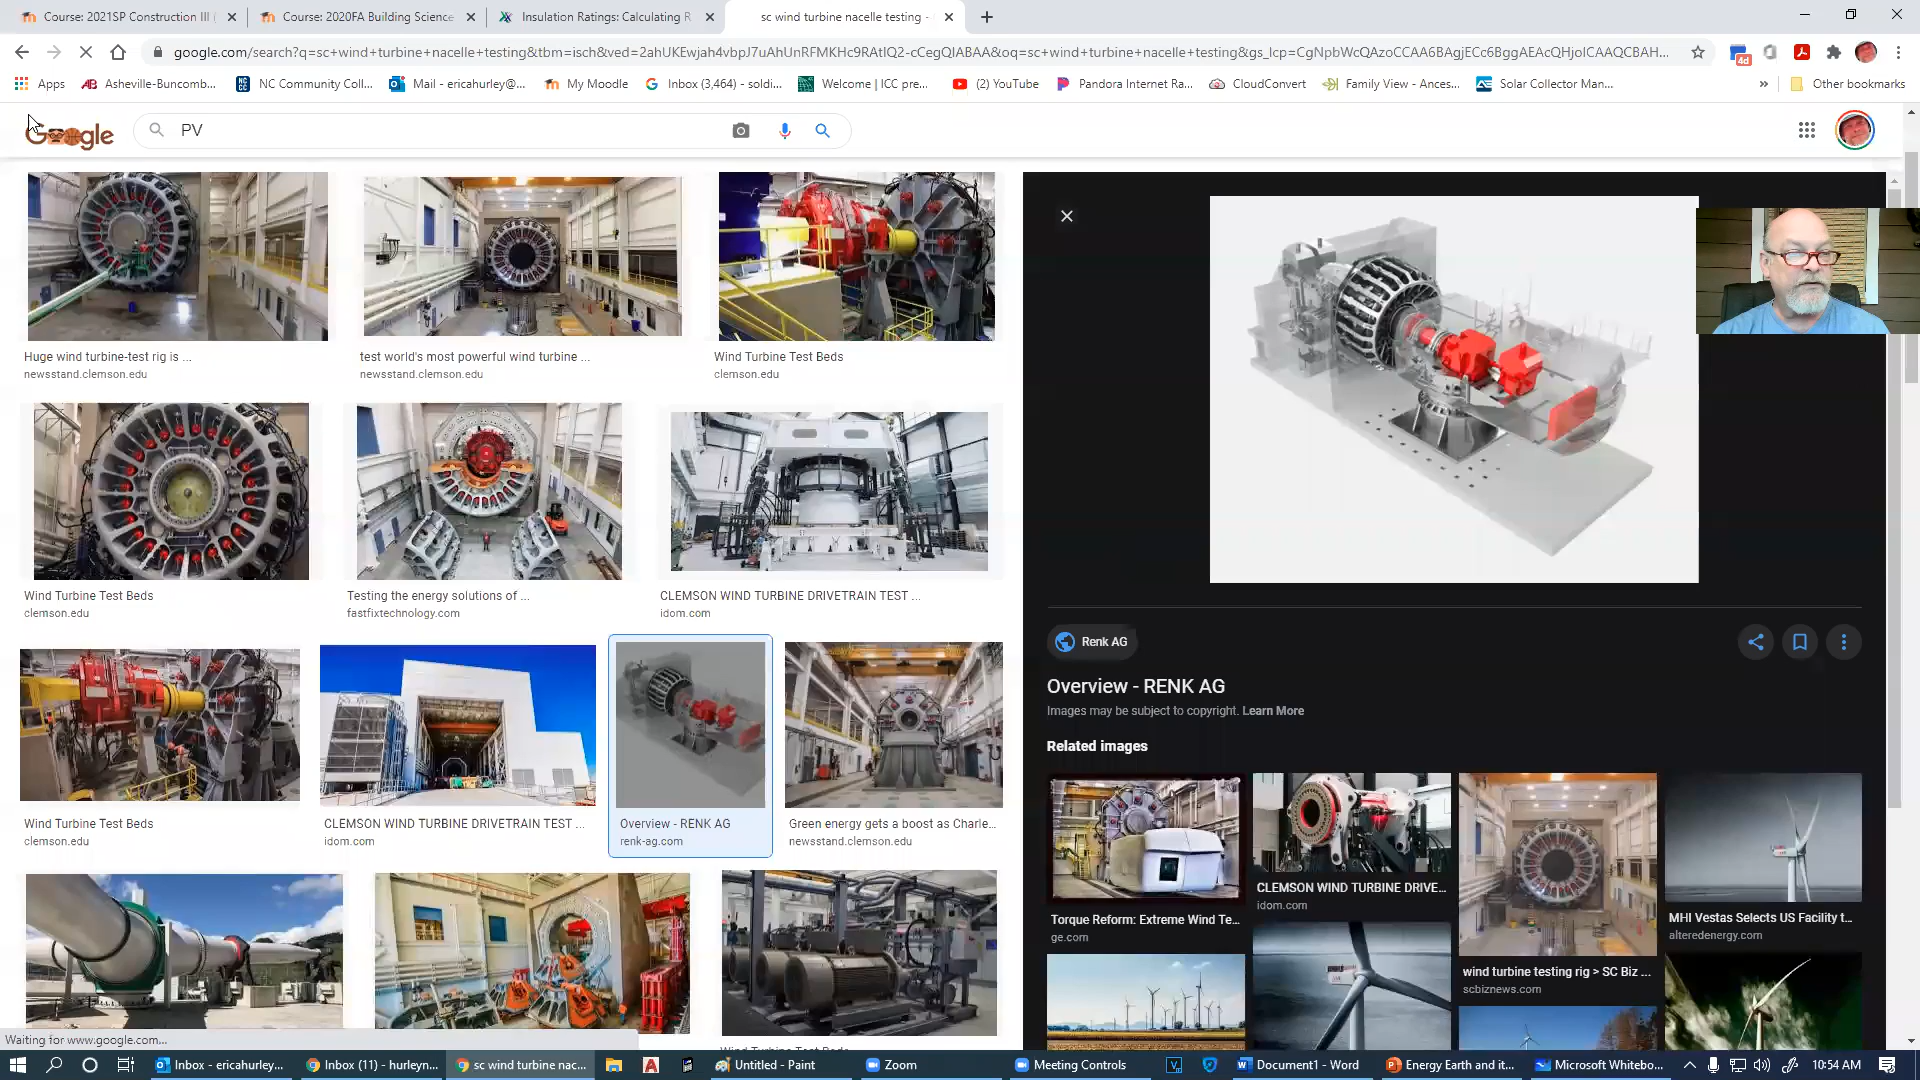 Course: 2021SP Construction III (
Course: 2020FA Building Science
Insulation Ratings: Calculating R
sc wind turbine nacelle testing -
google.com/search?q=sc+wind+turbine+nacelle+testing&tbm=isch&ved=2ahUKEwjah4vbpJ7uAhUnRFMKHc9RAtIQ2-cCegQIABAA&oq=sc+wind+turbine+nacelle+testing&gs_lcp=CgNpbWcQAzoCCAA6BAgjECc6BggAEAcQHjoICAAQCBAH...
4d
Apps
Asheville-Buncomb...
NC Community Coll...
Mail - ericahurley@...
My Moodle
Inbox (3,464) - soldi...
Welcome | ICC pre...
(2) YouTube
Pandora Internet Ra...
CloudConvert
Family View - Ances...
Solar Collector Man...
»
Other bookmarks
Google
PV
Huge wind turbine-test rig is ...
newsstand.clemson.edu
test world's most powerful wind turbine ...
newsstand.clemson.edu
Wind Turbine Test Beds
clemson.edu
Wind Turbine Test Beds
clemson.edu
Testing the energy solutions of ...
fastfixtechnology.com
CLEMSON WIND TURBINE DRIVETRAIN TEST ...
idom.com
Wind Turbine Test Beds
clemson.edu
CLEMSON WIND TURBINE DRIVETRAIN TEST ...
idom.com
Overview - RENK AG
renk-ag.com
Green energy gets a boost as Charle...
newsstand.clemson.edu
Wind Turbine Test Beds
Renk AG
Overview - RENK AG
Images may be subject to copyright. Learn More
Related images
Torque Reform: Extreme Wind Te...
ge.com
CLEMSON WIND TURBINE DRIVE...
idom.com
wind turbine testing rig > SC Biz ...
scbiznews.com
MHI Vestas Selects US Facility t...
alteredenergy.com
Waiting for www.google.com...
Inbox - ericahurley...
Inbox (11) - hurleyn...
sc wind turbine nac...
Untitled - Paint
Zoom
Meeting Controls
Document1 - Word
Energy Earth and it...
Microsoft Whitebo...
10:54 AM